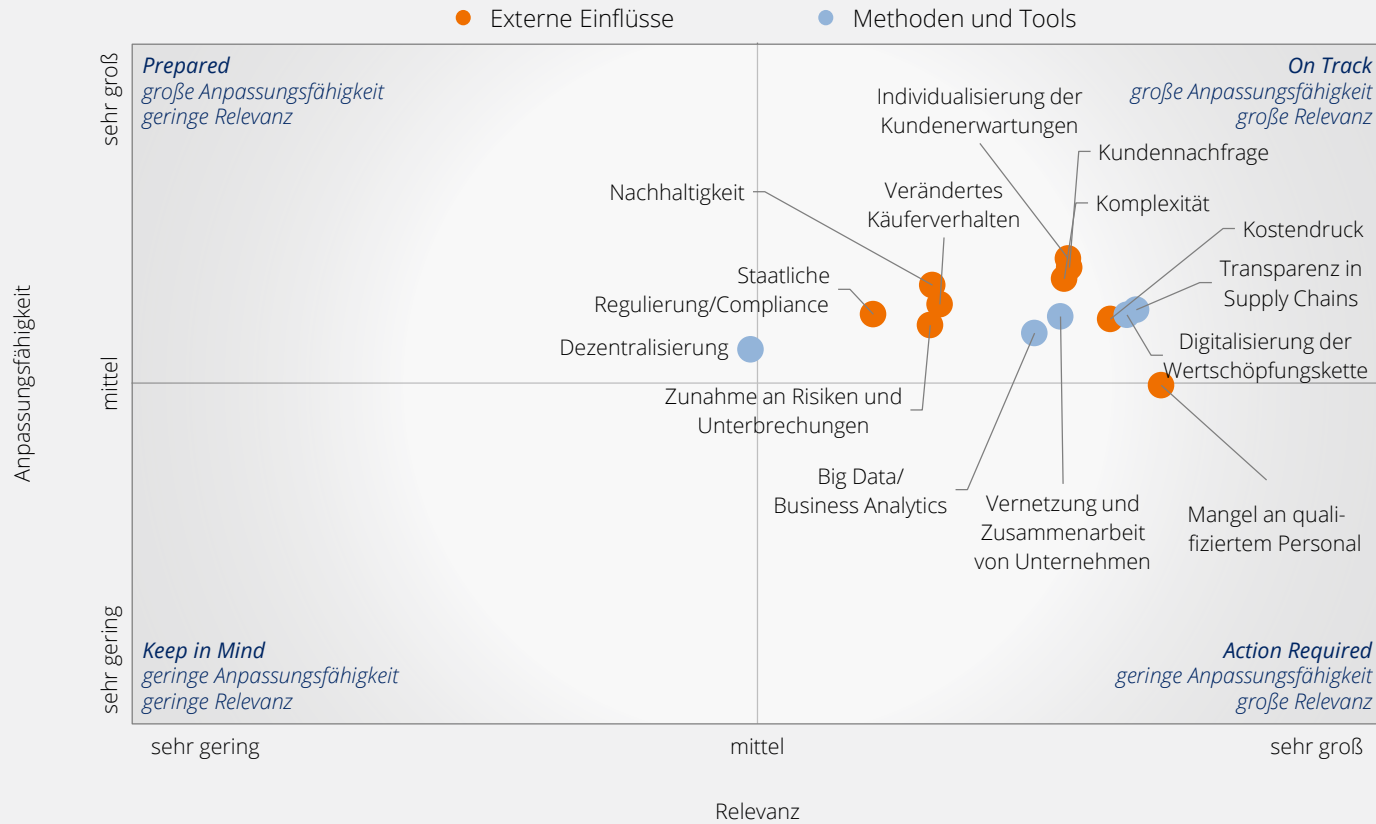 Externe Einflüsse
Methoden und Tools
sehr groß
mittel
sehr gering
Anpassungsfähigkeit
Prepared
große Anpassungsfähigkeit
geringe Relevanz
On Track
große Anpassungsfähigkeit
große Relevanz
Individualisierung der
Kundenerwartungen
Kundennachfrage
Nachhaltigkeit
Verändertes
Käuferverhalten
Komplexität
Kostendruck
Staatliche
Regulierung/Compliance
Transparenz in
Supply Chains
Dezentralisierung
Digitalisierung der
Wertschöpfungskette
Zunahme an Risiken und
Unterbrechungen
Big Data/
Business Analytics
Vernetzung und
Zusammenarbeit
von Unternehmen
Mangel an quali-
fiziertem Personal
Keep in Mind
geringe Anpassungsfähigkeit
geringe Relevanz
Action Required
geringe Anpassungsfähigkeit
große Relevanz
sehr gering
mittel
sehr groß
Relevanz